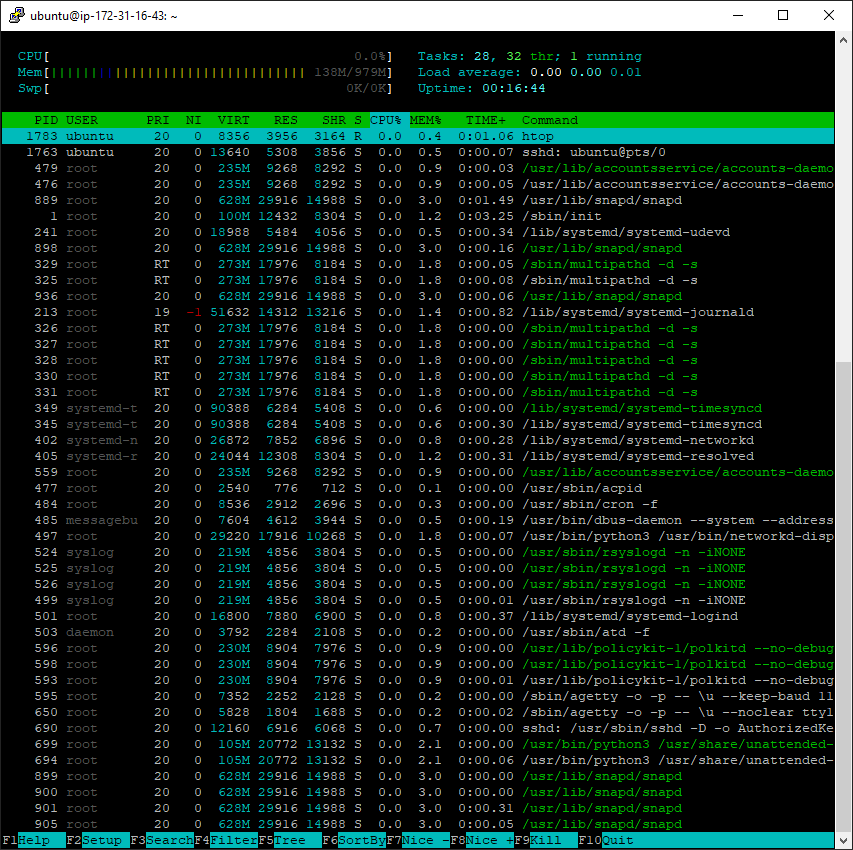 ubuntu@ip-172-31-16-43: ~
CPU[ 0.0%] Tasks: 28, 32 thr; 1 running
Mem[|||||||||||||||||||||||||||||||| 138M/979M] Load average: 0.00 0.00 0.01
Swp[ 0K/0K] Uptime: 00:16:44
PID USER PRI NI VIRT RES SHR S CPU% MEM% TIME+ Command
1783 ubuntu 20 0 8356 3956 3164 R 0.0 0.4 0:01.06 htop
1763 ubuntu 20 0 13640 5308 3856 S 0.0 0.5 0:00.07 sshd: ubuntu@pts/0
479 root 20 0 235M 9268 8292 S 0.0 0.9 0:00.03 /usr/lib/accountsservice/accounts-daemo
476 root 20 0 235M 9268 8292 S 0.0 0.9 0:00.05 /usr/lib/accountsservice/accounts-daemo
889 root 20 0 628M 29916 14988 S 0.0 3.0 0:01.49 /usr/lib/snapd/snapd
1 root 20 0 100M 12432 8304 S 0.0 1.2 0:03.25 /sbin/init
241 root 20 0 18988 5484 4056 S 0.0 0.5 0:00.34 /lib/systemd/systemd-udevd
898 root 20 0 628M 29916 14988 S 0.0 3.0 0:00.16 /usr/lib/snapd/snapd
329 root RT 0 273M 17976 8184 S 0.0 1.8 0:00.05 /sbin/multipathd -d -s
325 root RT 0 273M 17976 8184 S 0.0 1.8 0:00.08 /sbin/multipathd -d -s
936 root 20 0 628M 29916 14988 S 0.0 3.0 0:00.06 /usr/lib/snapd/snapd
213 root 19 -1 51632 14312 13216 S 0.0 1.4 0:00.82 /lib/systemd/systemd-journald
326 root RT 0 273M 17976 8184 S 0.0 1.8 0:00.00 /sbin/multipathd -d -s
327 root RT 0 273M 17976 8184 S 0.0 1.8 0:00.00 /sbin/multipathd -d -s
328 root RT 0 273M 17976 8184 S 0.0 1.8 0:00.00 /sbin/multipathd -d -s
330 root RT 0 273M 17976 8184 S 0.0 1.8 0:00.00 /sbin/multipathd -d -s
331 root RT 0 273M 17976 8184 S 0.0 1.8 0:00.00 /sbin/multipathd -d -s
349 systemd-t 20 0 90388 6284 5408 S 0.0 0.6 0:00.00 /lib/systemd/systemd-timesyncd
345 systemd-t 20 0 90388 6284 5408 S 0.0 0.6 0:00.30 /lib/systemd/systemd-timesyncd
402 systemd-n 20 0 26872 7852 6896 S 0.0 0.8 0:00.28 /lib/systemd/systemd-networkd
405 systemd-r 20 0 24044 12308 8304 S 0.0 1.2 0:00.31 /lib/systemd/systemd-resolved
559 root 20 0 235M 9268 8292 S 0.0 0.9 0:00.00 /usr/lib/accountsservice/accounts-daemo
477 root 20 0 2540 776 712 S 0.0 0.1 0:00.00 /usr/sbin/acpid
484 root 20 0 8536 2912 2696 S 0.0 0.3 0:00.00 /usr/sbin/cron -f
485 messagebu 20 0 7604 4612 3944 S 0.0 0.5 0:00.19 /usr/bin/dbus-daemon --system --address
497 root 20 0 29220 17916 10268 S 0.0 1.8 0:00.07 /usr/bin/python3 /usr/bin/networkd-disp
524 syslog 20 0 219M 4856 3804 S 0.0 0.5 0:00.00 /usr/sbin/rsyslogd -n -iNONE
525 syslog 20 0 219M 4856 3804 S 0.0 0.5 0:00.00 /usr/sbin/rsyslogd -n -iNONE
526 syslog 20 0 219M 4856 3804 S 0.0 0.5 0:00.00 /usr/sbin/rsyslogd -n -iNONE
499 syslog 20 0 219M 4856 3804 S 0.0 0.5 0:00.01 /usr/sbin/rsyslogd -n -iNONE
501 root 20 0 16800 7880 6900 S 0.0 0.8 0:00.37 /lib/systemd/systemd-logind
503 daemon 20 0 3792 2284 2108 S 0.0 0.2 0:00.00 /usr/sbin/atd -f
596 root 20 0 230M 8904 7976 S 0.0 0.9 0:00.00 /usr/lib/policykit-1/polkitd --no-debug
598 root 20 0 230M 8904 7976 S 0.0 0.9 0:00.00 /usr/lib/policykit-1/polkitd --no-debug
593 root 20 0 230M 8904 7976 S 0.0 0.9 0:00.01 /usr/lib/policykit-1/polkitd --no-debug
595 root 20 0 7352 2252 2128 S 0.0 0.2 0:00.00 /sbin/agetty -o -p -- \u --keep-baud 11
650 root 20 0 5828 1804 1688 S 0.0 0.2 0:00.02 /sbin/agetty -o -p -- \u --noclear tty1
690 root 20 0 12160 6916 6068 S 0.0 0.7 0:00.00 sshd: /usr/sbin/sshd -D -o AuthorizedKe
699 root 20 0 105M 20772 13132 S 0.0 2.1 0:00.00 /usr/bin/python3 /usr/share/unattended-
694 root 20 0 105M 20772 13132 S 0.0 2.1 0:00.06 /usr/bin/python3 /usr/share/unattended-
899 root 20 0 628M 29916 14988 S 0.0 3.0 0:00.00 /usr/lib/snapd/snapd
900 root 20 0 628M 29916 14988 S 0.0 3.0 0:00.00 /usr/lib/snapd/snapd
901 root 20 0 628M 29916 14988 S 0.0 3.0 0:00.31 /usr/lib/snapd/snapd
905 root 20 0 628M 29916 14988 S 0.0 3.0 0:00.00 /usr/lib/snapd/snapd
F1Help F2Setup F3SearchF4FilterF5Tree F6SortByF7Nice -F8Nice +F9Kill F10Quit